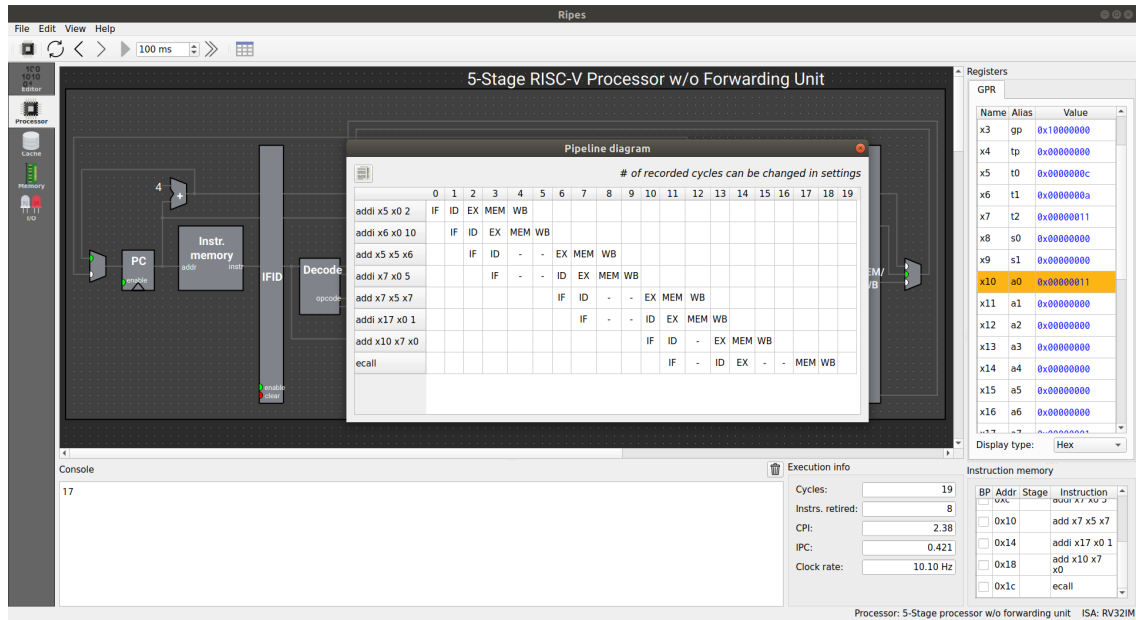 Ripes
File Edit View Help
100 ms
Editor
Processor
Cache
Memory
I/O
5-Stage RISC-V Processor w/o Forwarding Unit
4
+
PC
enable
Instr.
memory
addr
instr
IFID
enable
clear
Decode
opcode
EM/
WB
Pipeline diagram
# of recorded cycles can be changed in settings
0 1 2 3 4 5 6 7 8 9 10 11 12 13 14 15 16 17 18 19
addi x5 x0 2 IF ID EX MEM WB
addi x6 x0 10 IF ID EX MEM WB
add x5 x5 x6 IF ID - - EX MEM WB
addi x7 x0 5 IF - - ID EX MEM WB
add x7 x5 x7 IF ID - - EX MEM WB
addi x17 x0 1 IF - - ID EX MEM WB
add x10 x7 x0 IF ID - EX MEM WB
ecall IF - ID EX - - MEM WB
Registers
GPR
Name Alias Value
x3 gp 0x10000000
x4 tp 0x00000000
x5 t0 0x0000000c
x6 t1 0x0000000a
x7 t2 0x00000011
x8 s0 0x00000000
x9 s1 0x00000000
x10 a0 0x00000011
x11 a1 0x00000000
x12 a2 0x00000000
x13 a3 0x00000000
x14 a4 0x00000000
x15 a5 0x00000000
x16 a6 0x00000000
x17 a7 0x00000001
Display type: Hex
Console
17
Execution info
Cycles: 19
Instrs. retired: 8
CPI: 2.38
IPC: 0.421
Clock rate: 10.10 Hz
Instruction memory
BP Addr Stage Instruction
0xc addi x7 x0 5
0x10 add x7 x5 x7
0x14 addi x17 x0 1
0x18 add x10 x7
x0
0x1c ecall
Processor: 5-Stage processor w/o forwarding unit ISA: RV32IM